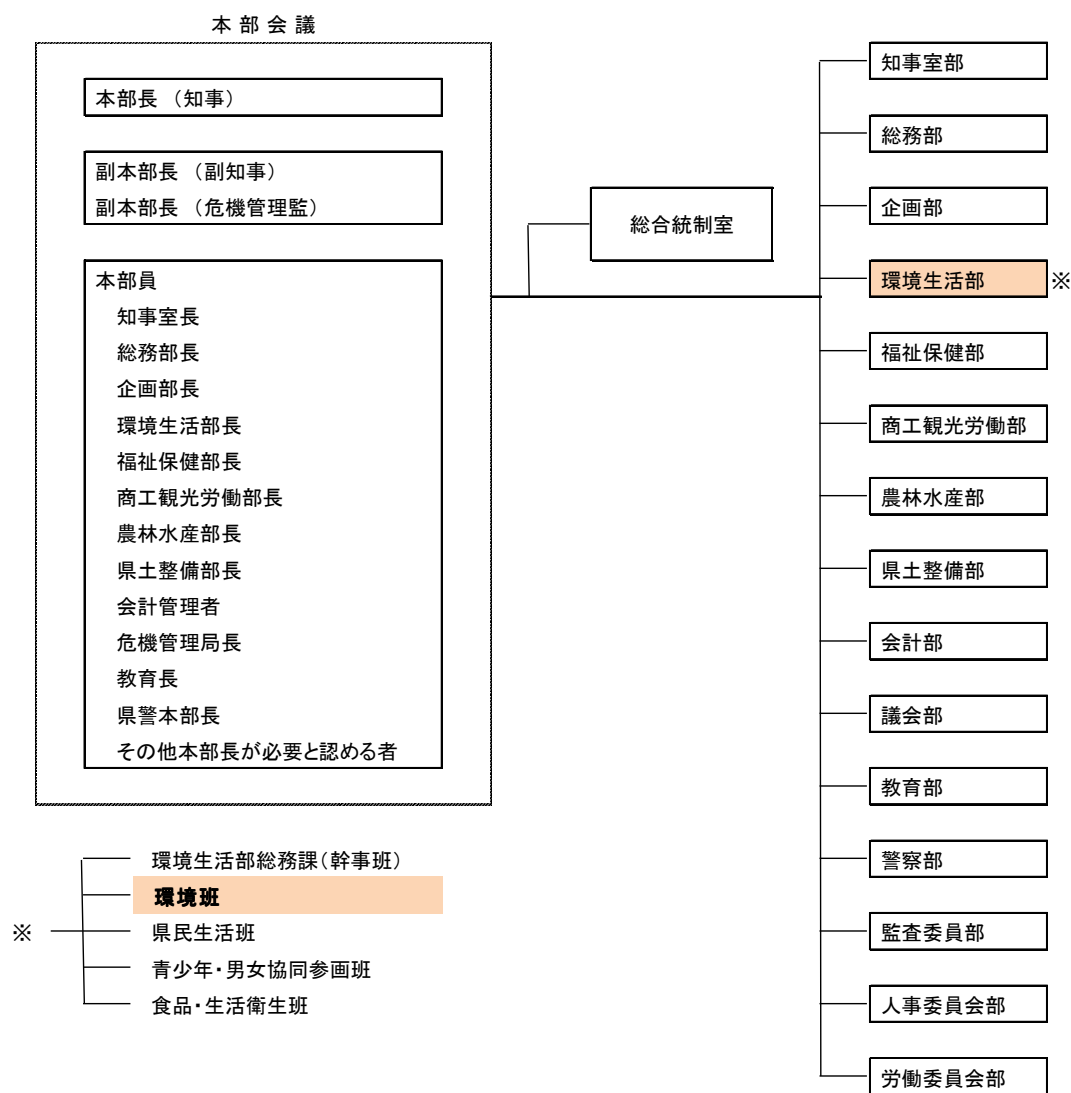 本部会議
本部長（知事）
副本部長（副知事）
副本部長（危機管理監）
本部員
知事室長
総務部長
企画部長
環境生活部長
福祉保健部長
商工観光労働部長
農林水産部長
県土整備部長
会計管理者
危機管理局長
教育長
県警本部長
その他本部長が必要と認める者
総合統制室
知事室部
総務部
企画部
環境生活部 ※
福祉保健部
商工観光労働部
農林水産部
県土整備部
会計部
議会部
教育部
警察部
監査委員部
人事委員会部
労働委員会部
※
環境生活部総務課（幹事班）
環境班
県民生活班
青少年・男女協同参画班
食品・生活衛生班